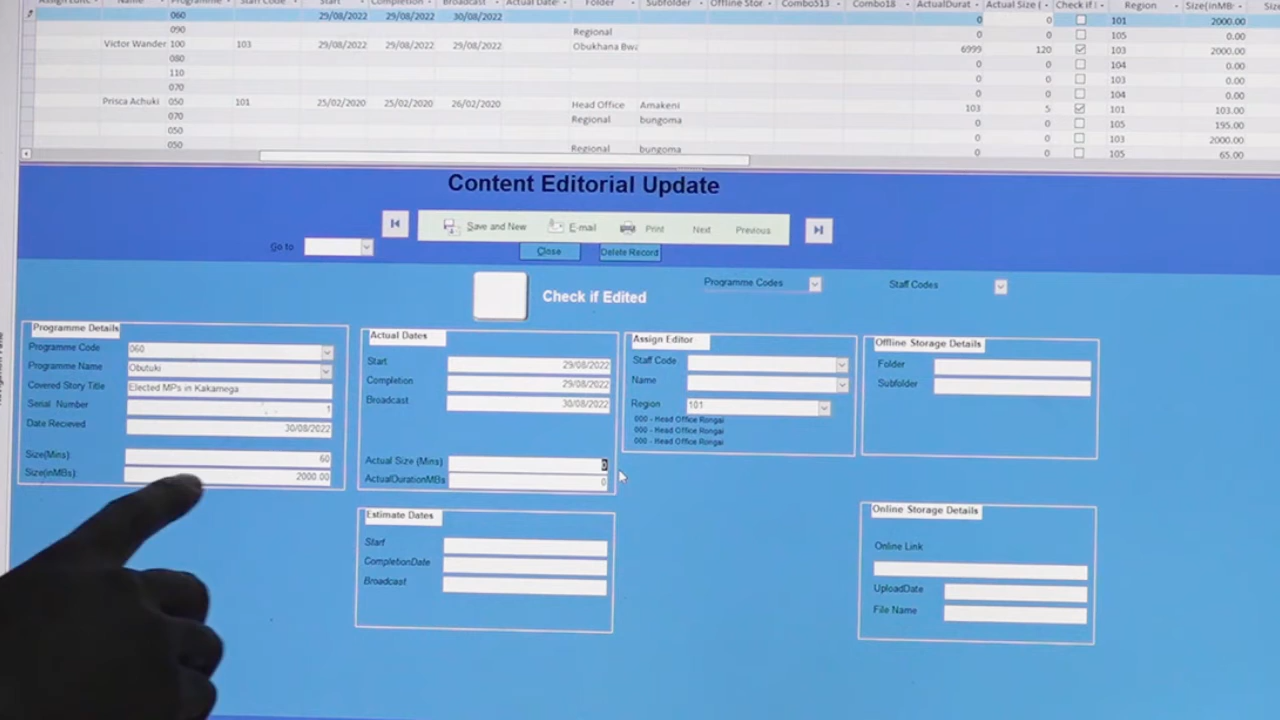 Name Programme Start Code Start Completion Broadcast Actual Date Folder Subfolder Offline Stor Combo513 Combo18 ActualDurat Actual Size ( Check if Region Size(inMB
060 29/08/2022 29/08/2022 30/08/2022 0 0 101 2000.00
090 Regional 0 0 105 0.00
Victor Wander 100 103 29/08/2022 29/08/2022 29/08/2022 Obukhana Bwa 6999 120 103 2000.00
080 0 0 104 0.00
110 0 0 103 0.00
070 0 0 104 0.00
Prisca Achuki 050 101 25/02/2020 25/02/2020 26/02/2020 Head Office Amakeni 103 5 101 103.00
070 Regional bungoma 0 0 105 195.00
050 0 0 103 2000.00
050 Regional bungoma 0 0 105 65.00
Content Editorial Update
Save and New E-mail Print Next Previous
Go to Close Delete Record
Check if Edited Programme Codes Staff Codes
Programme Details
Programme Code 060
Programme Name Obutuki
Covered Story Title Elected MPs in Kakamega
Serial Number 1
Date Recieved 30/08/2022
Size(Mins) 60
Size(inMBs) 2000.00
Actual Dates
Start 29/08/2022
Completion 29/08/2022
Broadcast 30/08/2022
Actual Size (Mins) 0
ActualDurationMBs 0
Assign Editor
Staff Code
Name
Region 101
000 - Head Office Rongai
000 - Head Office Rongai
000 - Head Office Rongai
Offline Storage Details
Folder
Subfolder
Estimate Dates
Start
CompletionDate
Broadcast
Online Storage Details
Online Link
UploadDate
File Name